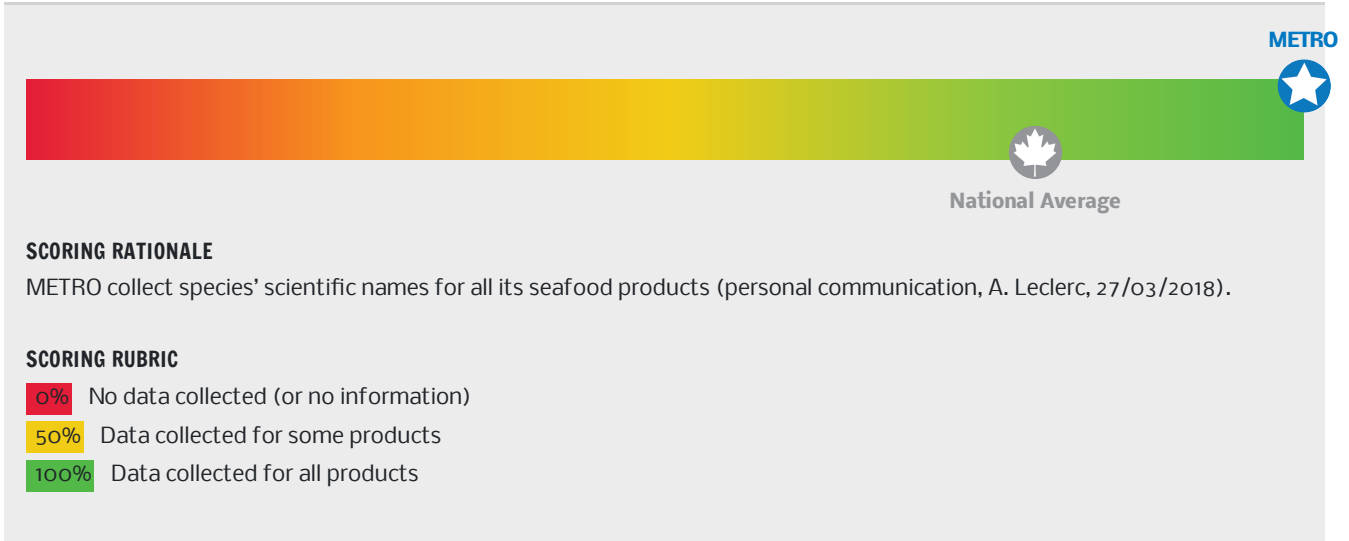 METRO
National Average
SCORING RATIONALE
METRO collect species’ scientific names for all its seafood products (personal communication, A. Leclerc, 27/03/2018).
SCORING RUBRIC
0% No data collected (or no information)
50% Data collected for some products
100% Data collected for all products